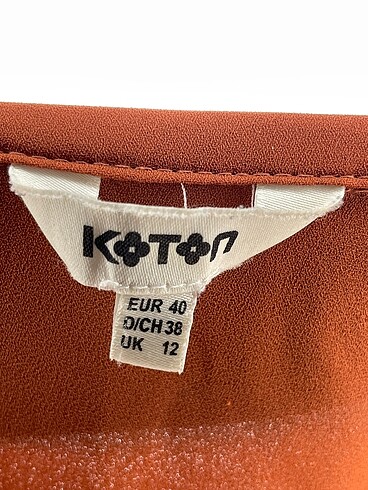 KOTON
EUR 40
D/CH 38
UK 12